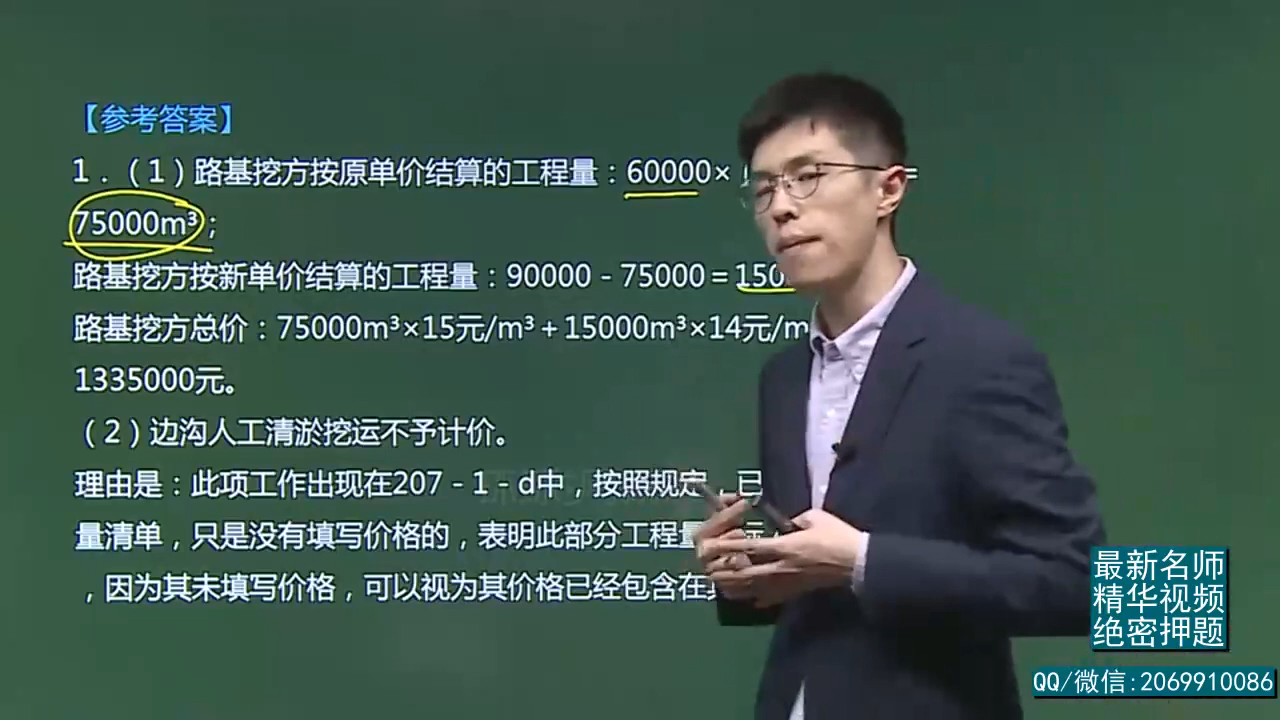 【参考答案】
1．（1）路基挖方按原单价结算的工程量：60000×
=
75000m³；
路基挖方按新单价结算的工程量：90000－75000＝150
路基挖方总价：75000m³×15元/m³＋15000m³×14元/m
1335000元。
（2）边沟人工清淤挖运不予计价。
理由是：此项工作出现在207－1－d中，按照规定，已
量清单，只是没有填写价格的，表明此部分工程量
，因为其未填写价格，可以视为其价格已经包含在
最新名师
精华视频
绝密押题
QQ/微信:2069910086